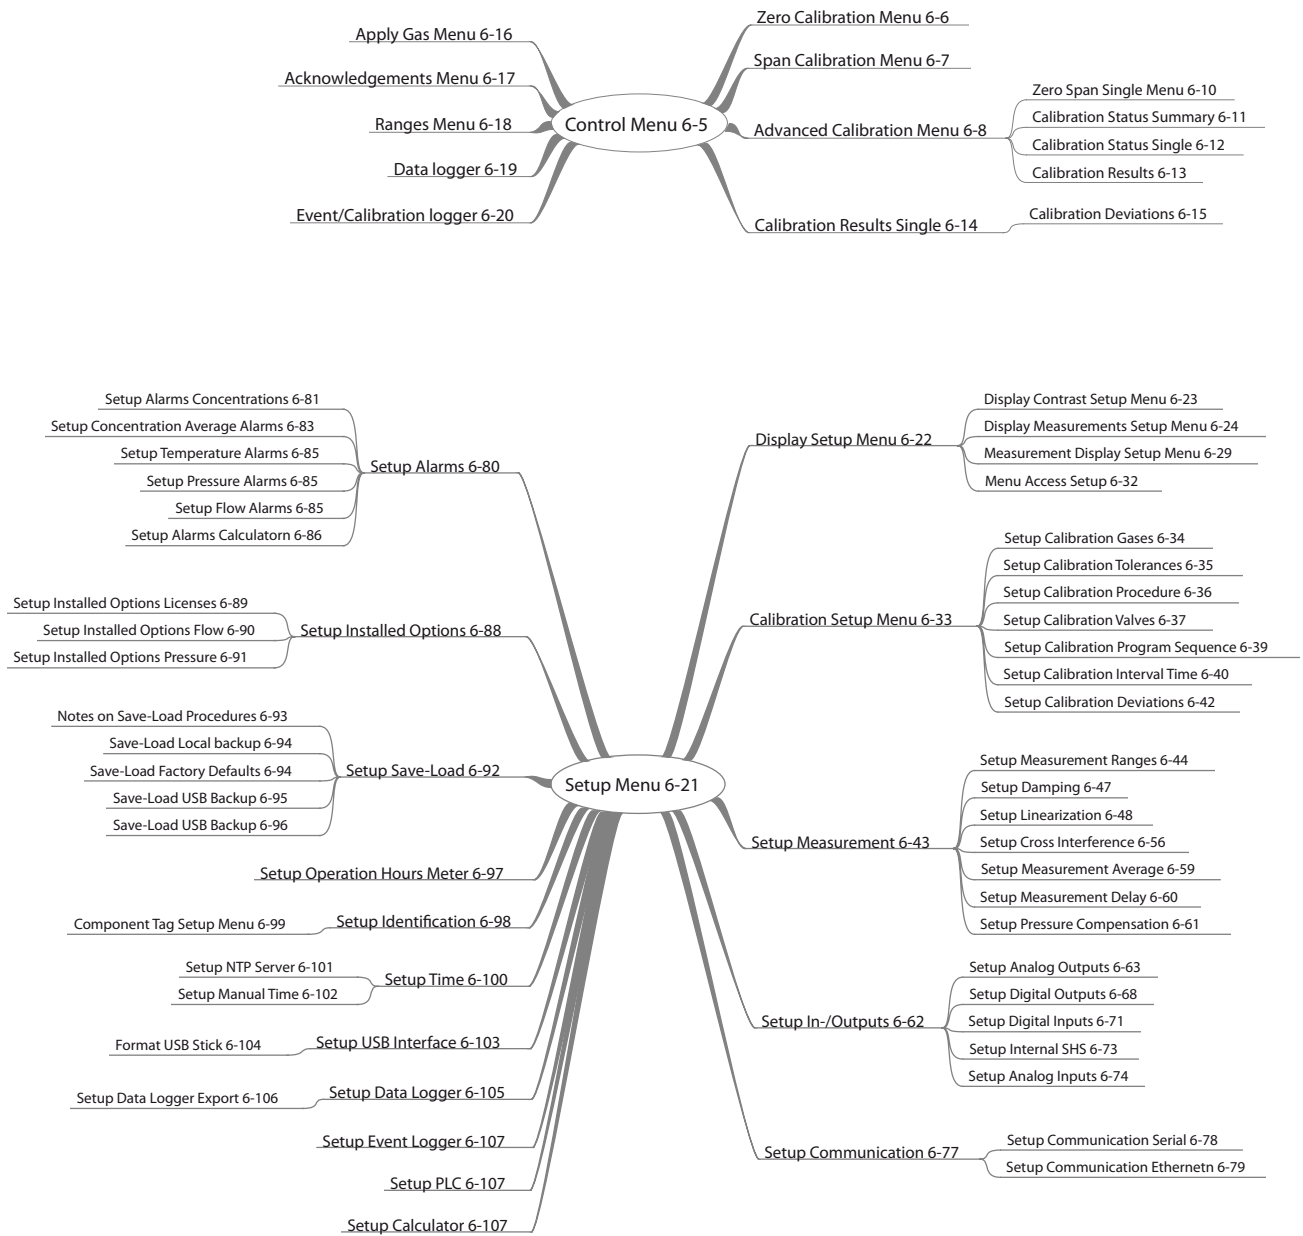 Apply Gas Menu 6-16
Acknowledgements Menu 6-17
Ranges Menu 6-18
Data logger 6-19
Event/Calibration logger 6-20
Control Menu 6-5
Zero Calibration Menu 6-6
Span Calibration Menu 6-7
Advanced Calibration Menu 6-8
Zero Span Single Menu 6-10
Calibration Status Summary 6-11
Calibration Status Single 6-12
Calibration Results 6-13
Calibration Results Single 6-14
Calibration Deviations 6-15
Setup Alarms Concentrations 6-81
Setup Concentration Average Alarms 6-83
Setup Temperature Alarms 6-85
Setup Pressure Alarms 6-85
Setup Flow Alarms 6-85
Setup Alarms Calculatorn 6-86
Setup Alarms 6-80
Setup Installed Options Licenses 6-89
Setup Installed Options Flow 6-90
Setup Installed Options Pressure 6-91
Setup Installed Options 6-88
Notes on Save-Load Procedures 6-93
Save-Load Local backup 6-94
Save-Load Factory Defaults 6-94
Save-Load USB Backup 6-95
Save-Load USB Backup 6-96
Setup Save-Load 6-92
Setup Operation Hours Meter 6-97
Component Tag Setup Menu 6-99
Setup Identification 6-98
Setup NTP Server 6-101
Setup Manual Time 6-102
Setup Time 6-100
Format USB Stick 6-104
Setup USB Interface 6-103
Setup Data Logger Export 6-106
Setup Data Logger 6-105
Setup Event Logger 6-107
Setup PLC 6-107
Setup Calculator 6-107
Setup Menu 6-21
Display Setup Menu 6-22
Display Contrast Setup Menu 6-23
Display Measurements Setup Menu 6-24
Measurement Display Setup Menu 6-29
Menu Access Setup 6-32
Calibration Setup Menu 6-33
Setup Calibration Gases 6-34
Setup Calibration Tolerances 6-35
Setup Calibration Procedure 6-36
Setup Calibration Valves 6-37
Setup Calibration Program Sequence 6-39
Setup Calibration Interval Time 6-40
Setup Calibration Deviations 6-42
Setup Measurement 6-43
Setup Measurement Ranges 6-44
Setup Damping 6-47
Setup Linearization 6-48
Setup Cross Interference 6-56
Setup Measurement Average 6-59
Setup Measurement Delay 6-60
Setup Pressure Compensation 6-61
Setup In-/Outputs 6-62
Setup Analog Outputs 6-63
Setup Digital Outputs 6-68
Setup Digital Inputs 6-71
Setup Internal SHS 6-73
Setup Analog Inputs 6-74
Setup Communication 6-77
Setup Communication Serial 6-78
Setup Communication Ethernetn 6-79